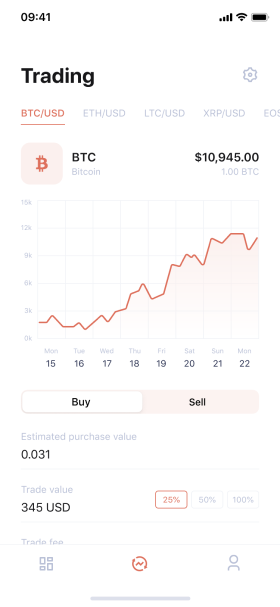 09:41
Trading
BTC/USD ETH/USD LTC/USD XRP/USD EOS
BTC $10,945.00
Bitcoin 1.00 BTC
15k
12k
9k
6k
3k
0k
Mon Tue Wed Thu Fri Sat Sun Mon
15 16 17 18 19 20 21 22
Buy Sell
Estimated purchase value
0.031
Trade value
345 USD 25% 50% 100%
Trade fee